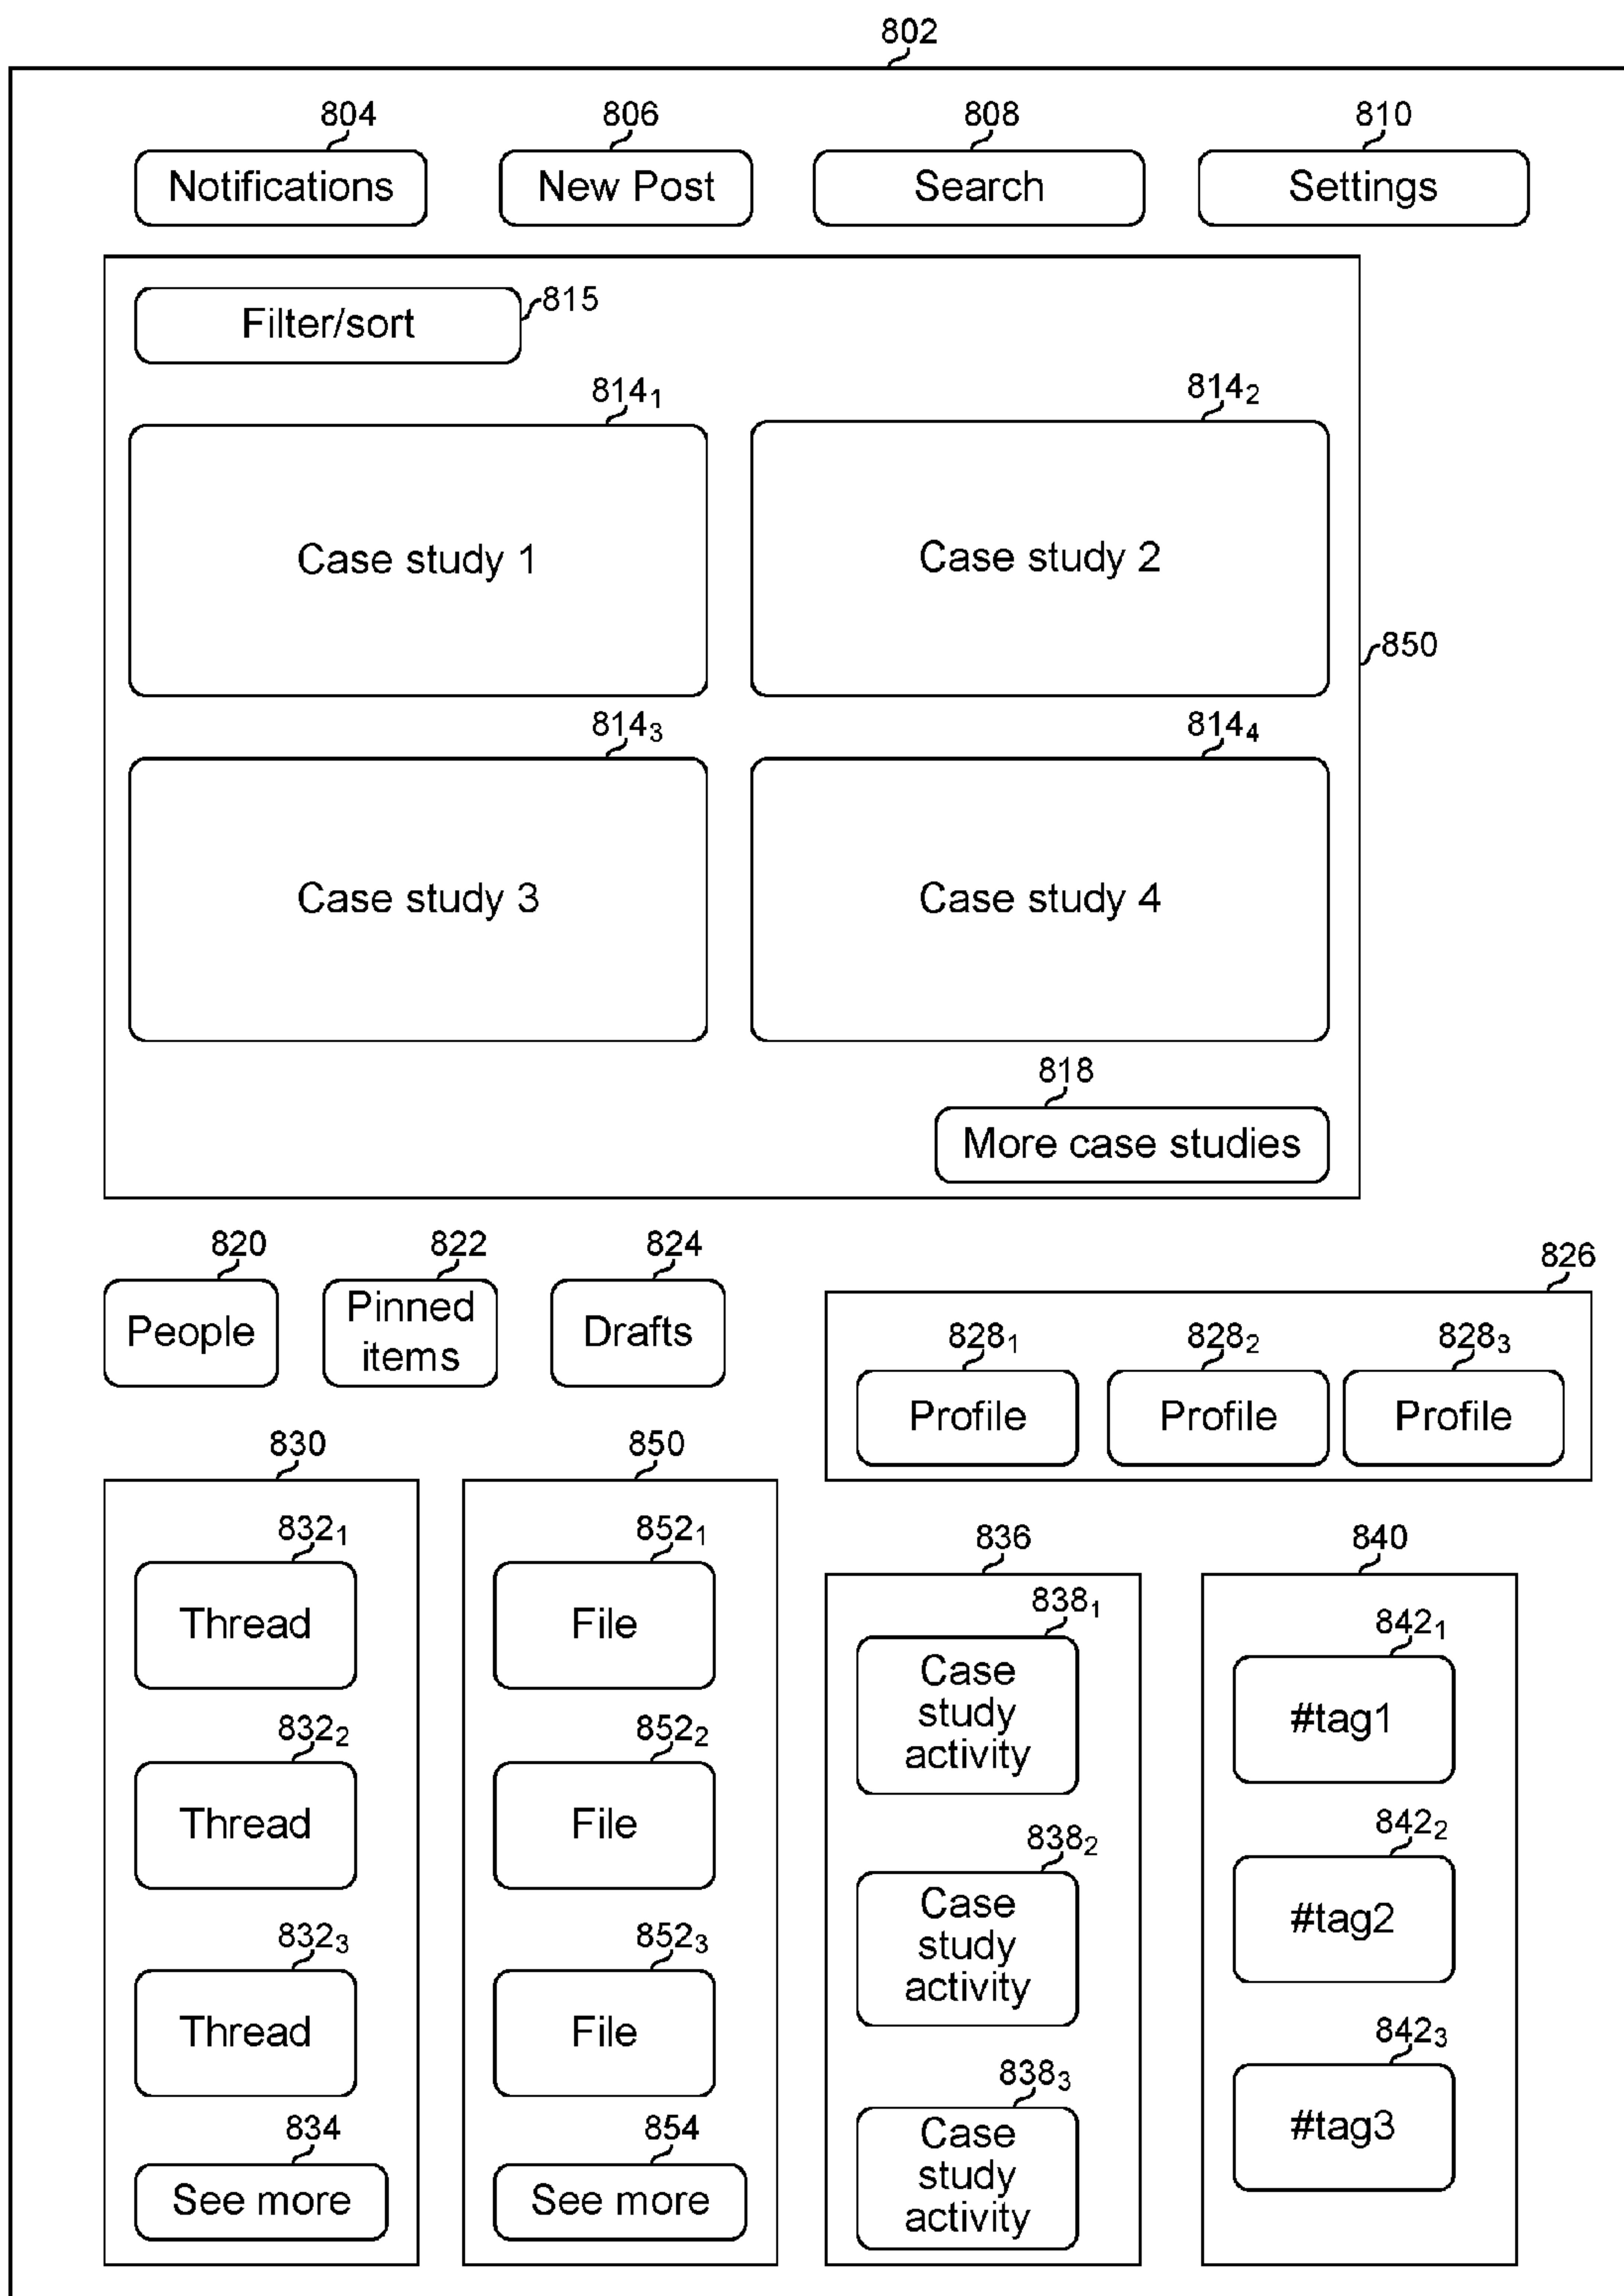 802
804
Notifications
806
New Post
808
Search
810
Settings
Filter/sort
815
814₁
Case study 1
814₂
Case study 2
850
814₃
Case study 3
814₄
Case study 4
818
More case studies
820
People
822
Pinned
items
824
Drafts
826
828₁
Profile
828₂
Profile
828₃
Profile
830
832₁
Thread
832₂
Thread
832₃
Thread
834
See more
850
852₁
File
852₂
File
852₃
File
854
See more
836
838₁
Case
study
activity
838₂
Case
study
activity
838₃
Case
study
activity
840
842₁
#tag1
842₂
#tag2
842₃
#tag3